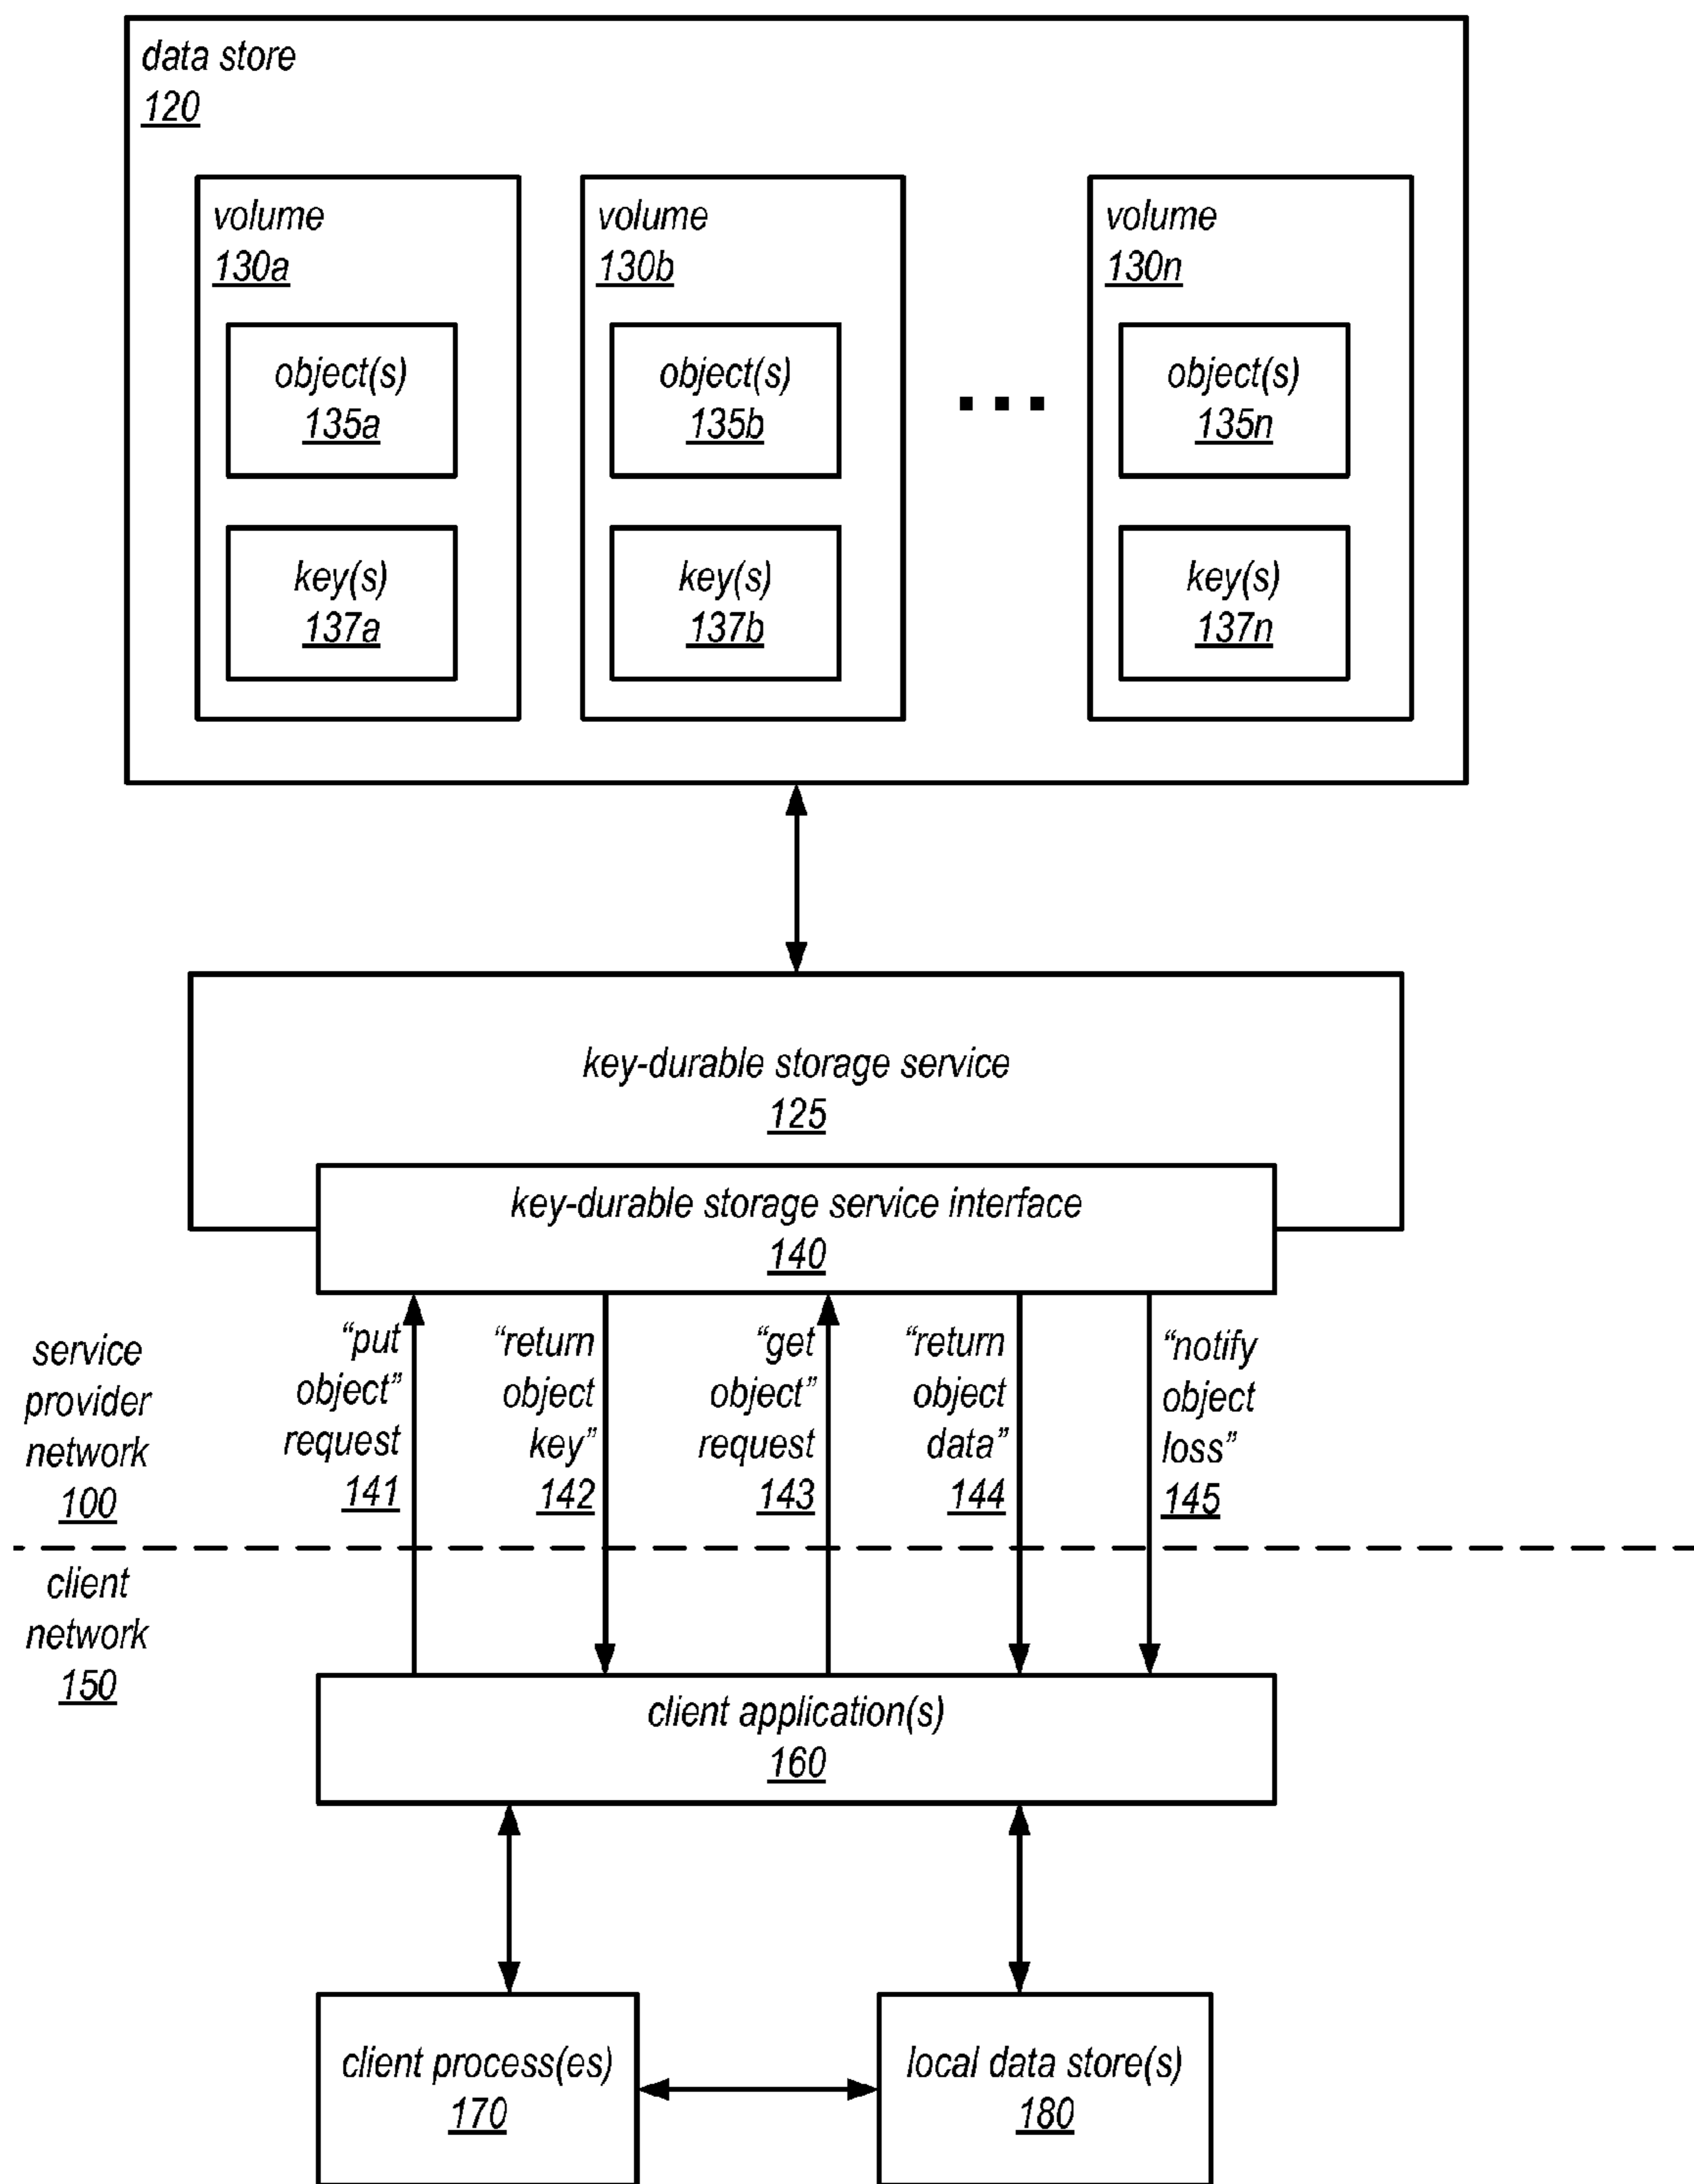 data store
120
volume
130a
object(s)
135a
key(s)
137a
volume
130b
object(s)
135b
key(s)
137b
volume
130n
object(s)
135n
key(s)
137n
key-durable storage service
125
key-durable storage service interface
140
service
provider
network
100
“put
object”
request
141
“return
object
key”
142
“get
object”
request
143
“return
object
data”
144
“notify
object
loss”
145
client
network
150
client application(s)
160
client process(es)
170
local data store(s)
180